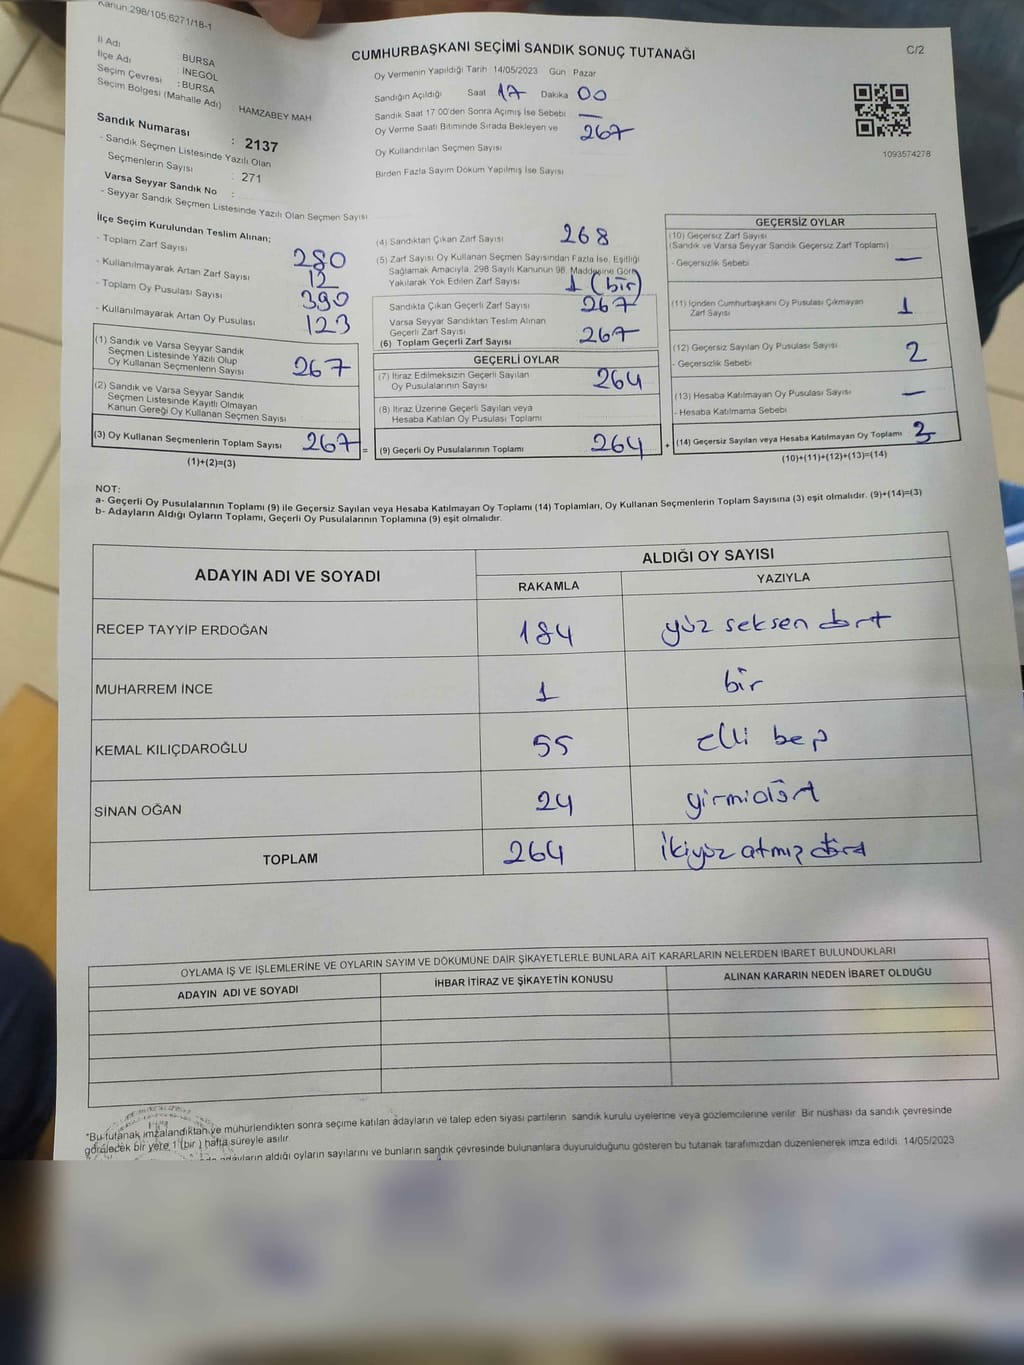 Kanun:298/105,6271/18-1
C/2
CUMHURBAŞKANI SEÇİMİ SANDIK SONUÇ TUTANAĞI
İl Adı : BURSA
İlçe Adı : İNEGÖL
Seçim Çevresi : BURSA
Seçim Bölgesi (Mahalle Adı) HAMZABEY MAH
Sandık Numarası : 2137
- Sandık Seçmen Listesinde Yazılı Olan
Seçmenlerin Sayısı : 271
Varsa Seyyar Sandık No :
- Seyyar Sandık Seçmen Listesinde Yazılı Olan Seçmen Sayısı
Oy Vermenin Yapıldığı Tarih 14/05/2023 Gün Pazar
Sandığın Açıldığı Saat 17 Dakika 00
Sandık Saat 17 00'den Sonra Açımış İse Sebebi —
Oy Verme Saati Bitiminde Sırada Bekleyen ve 267
Oy Kullandırılan Seçmen Sayısı
Birden Fazla Sayım Döküm Yapılmış İse Sayısı
1093574278
İlçe Seçim Kurulundan Teslim Alınan;
- Toplam Zarf Sayısı 280
- Kullanılmayarak Artan Zarf Sayısı 12
- Toplam Oy Pusulası Sayısı 390
- Kullanılmayarak Artan Oy Pusulası 123
(1) Sandık ve Varsa Seyyar Sandık
Seçmen Listesinde Yazılı Olup
Oy Kullanan Seçmenlerin Sayısı 267
(2) Sandık ve Varsa Seyyar Sandık
Seçmen Listesinde Kayıtlı Olmayan
Kanun Gereği Oy Kullanan Seçmen Sayısı
(3) Oy Kullanan Seçmenlerin Toplam Sayısı 267 =
(1)+(2)=(3)
(4) Sandıktan Çıkan Zarf Sayısı 268
(5) Zarf Sayısı Oy Kullanan Seçmen Sayısından Fazla İse, Eşitliği
Sağlamak Amacıyla, 298 Sayılı Kanunun 98. Maddesine Göre
Yakılarak Yok Edilen Zarf Sayısı 1 (bir)
Sandıkta Çıkan Geçerli Zarf Sayısı 267
Varsa Seyyar Sandıktan Teslim Alınan
Geçerli Zarf Sayısı
(6) Toplam Geçerli Zarf Sayısı 267
GEÇERLİ OYLAR
(7) İtiraz Edilmeksizin Geçerli Sayılan
Oy Pusulalarının Sayısı 264
(8) İtiraz Üzerine Geçerli Sayılan veya
Hesaba Katılan Oy Pusulası Toplamı
(9) Geçerli Oy Pusulalarının Toplamı 264 +
GEÇERSİZ OYLAR
(10) Geçersiz Zarf Sayısı
(Sandık ve Varsa Seyyar Sandık Geçersiz Zarf Toplamı)
- Geçersizlik Sebebi —
(11) İçinden Cumhurbaşkanı Oy Pusulası Çıkmayan
Zarf Sayısı 1
(12) Geçersiz Sayılan Oy Pusulası Sayısı 2
- Geçersizlik Sebebi
(13) Hesaba Katılmayan Oy Pusulası Sayısı —
- Hesaba Katılmama Sebebi
(14) Geçersiz Sayılan veya Hesaba Katılmayan Oy Toplamı 3
(10)+(11)+(12)+(13)=(14)
NOT:
a- Geçerli Oy Pusulalarının Toplamı (9) ile Geçersiz Sayılan veya Hesaba Katılmayan Oy Toplamı (14) Toplamları, Oy Kullanan Seçmenlerin Toplam Sayısına (3) eşit olmalıdır. (9)+(14)=(3)
b- Adayların Aldığı Oyların Toplamı, Geçerli Oy Pusulalarının Toplamına (9) eşit olmalıdır.
ADAYIN ADI VE SOYADI
ALDIĞI OY SAYISI
RAKAMLA YAZIYLA
RECEP TAYYİP ERDOĞAN 184 yüz seksen dört
MUHARREM İNCE 1 bir
KEMAL KILIÇDAROĞLU 55 elli beş
SİNAN OĞAN 24 yirmidört
TOPLAM 264 ikiyüz atmış dört
OYLAMA İŞ VE İŞLEMLERİNE VE OYLARIN SAYIM VE DÖKÜMÜNE DAİR ŞİKAYETLERLE BUNLARA AİT KARARLARIN NELERDEN İBARET BULUNDUKLARI
ADAYIN ADI VE SOYADI İHBAR İTİRAZ VE ŞİKAYETİN KONUSU ALINAN KARARIN NEDEN İBARET OLDUĞU
*Bu tutanak imzalandıktan ve mühürlendikten sonra seçime katılan adayların ve talep eden siyasi partilerin sandık kurulu üyelerine veya gözlemcilerine verilir. Bir nüshası da sandık çevresinde
görülecek bir yere 1 (bir ) hafta süreyle asılır.
adayların aldığı oyların sayılarını ve bunların sandık çevresinde bulunanlara duyurulduğunu gösteren bu tutanak tarafımızdan düzenlenerek imza edildi. 14/05/2023